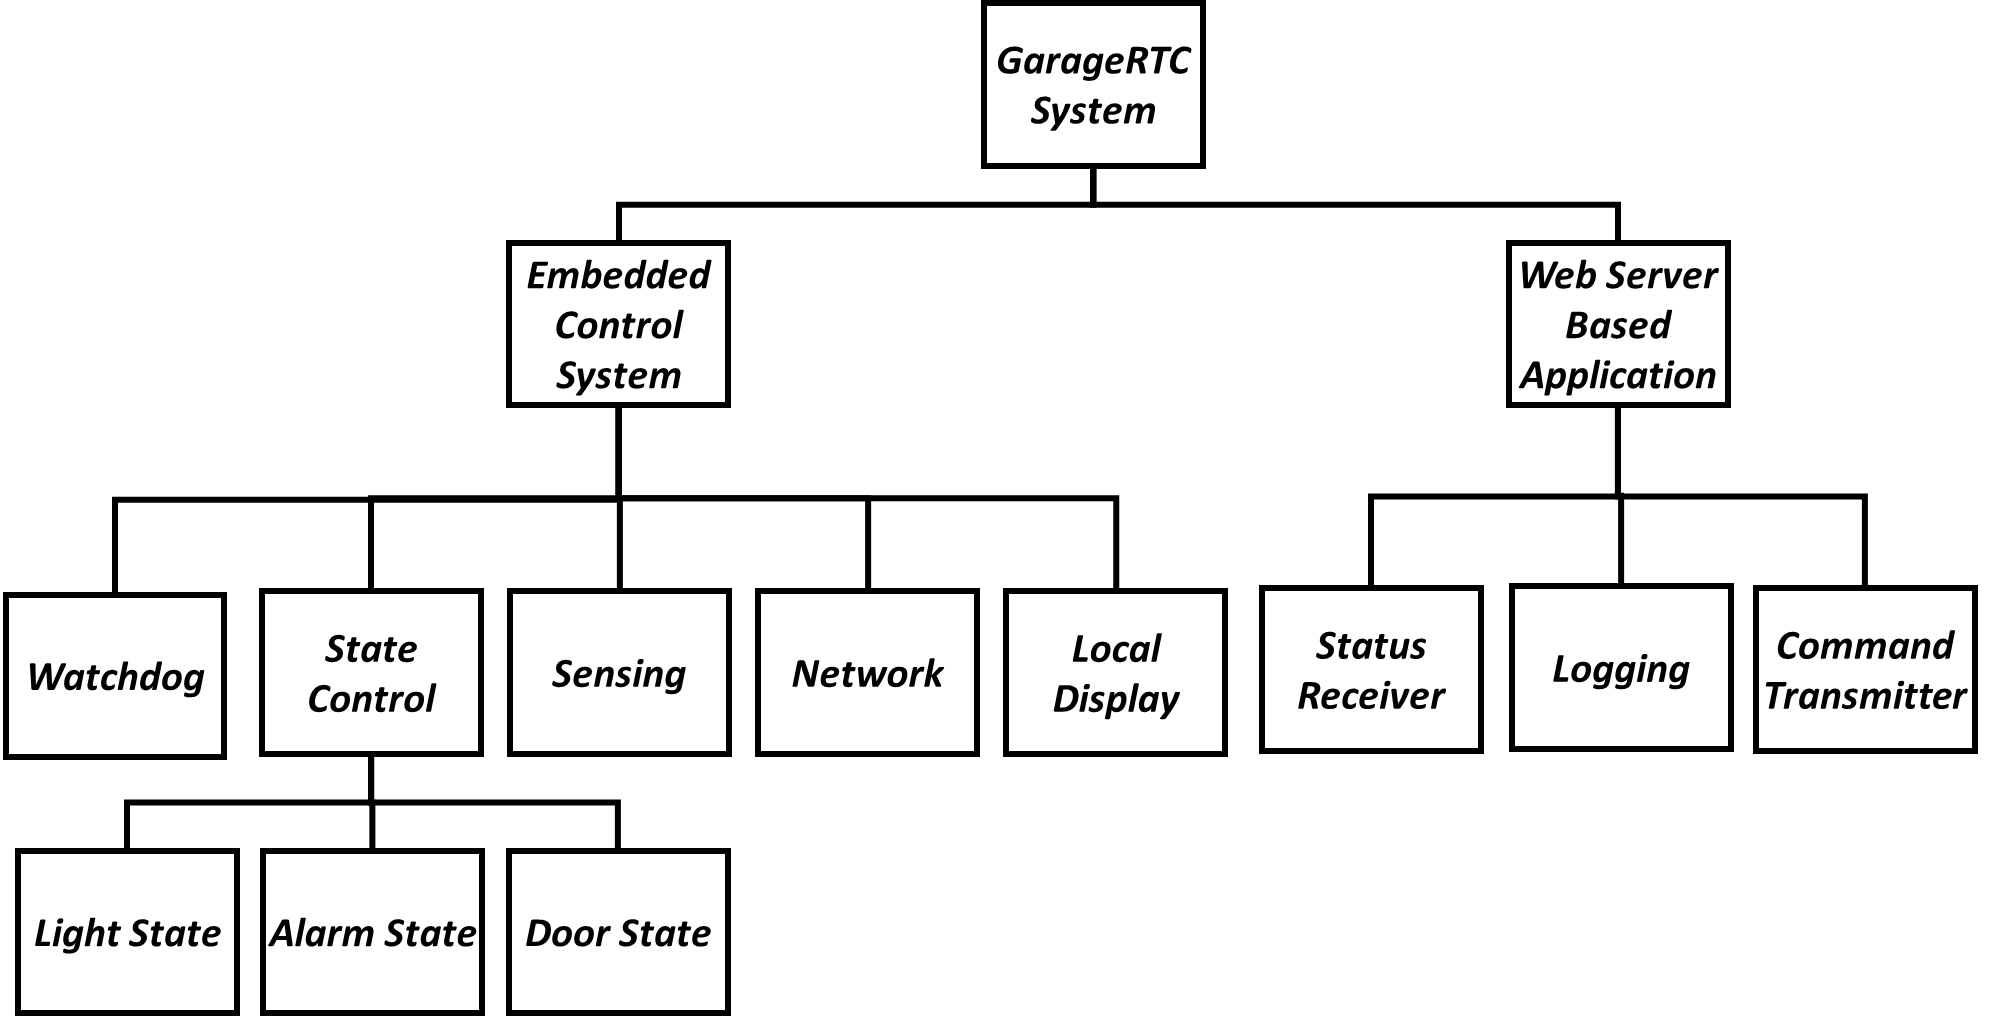 GarageRTC
System
Embedded
Control
System
Web Server
Based
Application
Watchdog
State
Control
Sensing
Network
Local
Display
Status
Receiver
Logging
Command
Transmitter
Light State
Alarm State
Door State